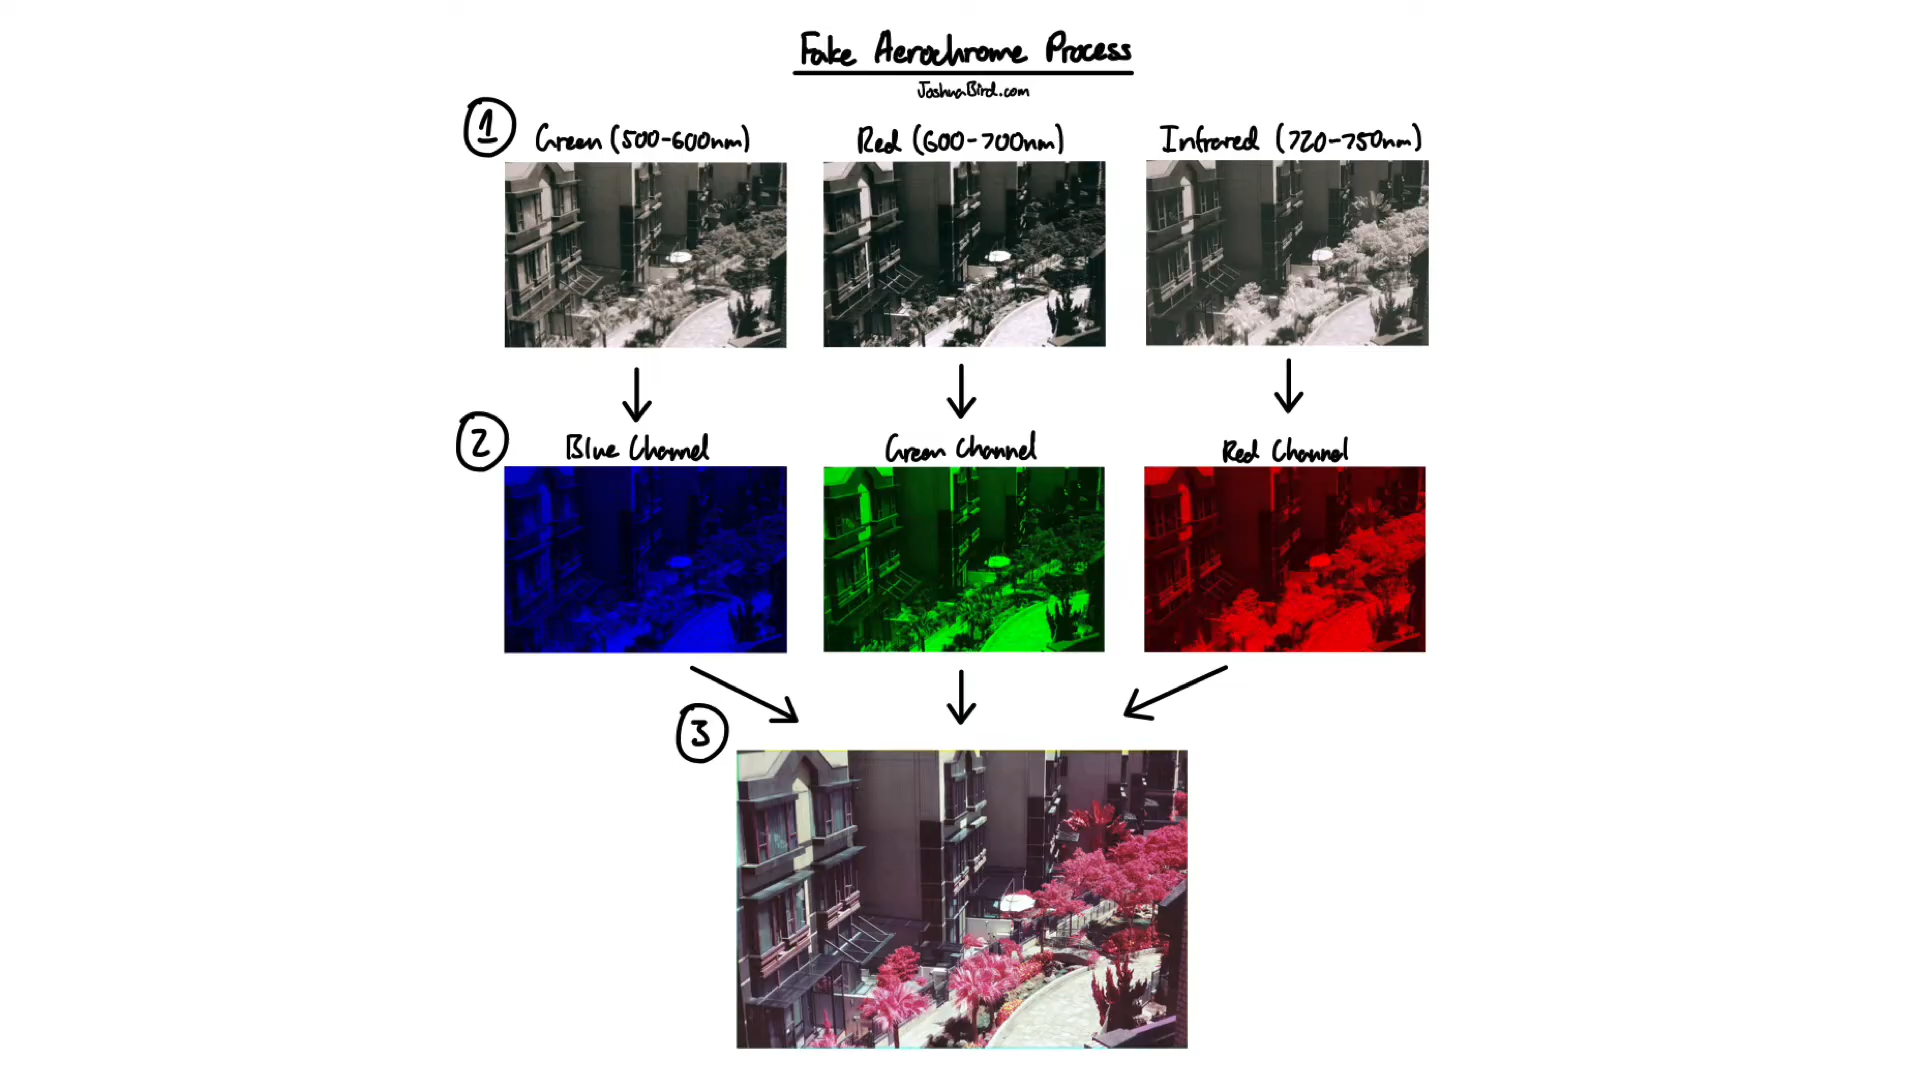 Fake Aerochrome Process
JoshuaBird.com
1
Green (500-600nm)
Red (600-700nm)
Infrared (720-750nm)
2
Blue Channel
Green Channel
Red Channel
3